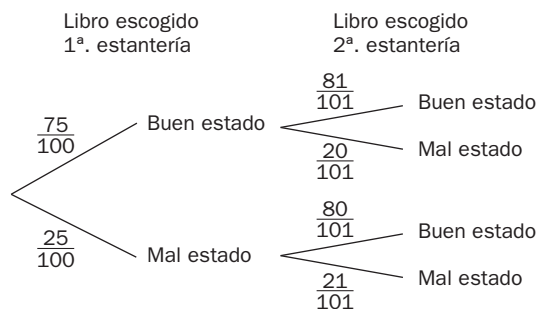 Libro escogido
1ª. estantería
Libro escogido
2ª. estantería
75
100
Buen estado
81
101
Buen estado
20
101
Mal estado
25
100
Mal estado
80
101
Buen estado
21
101
Mal estado